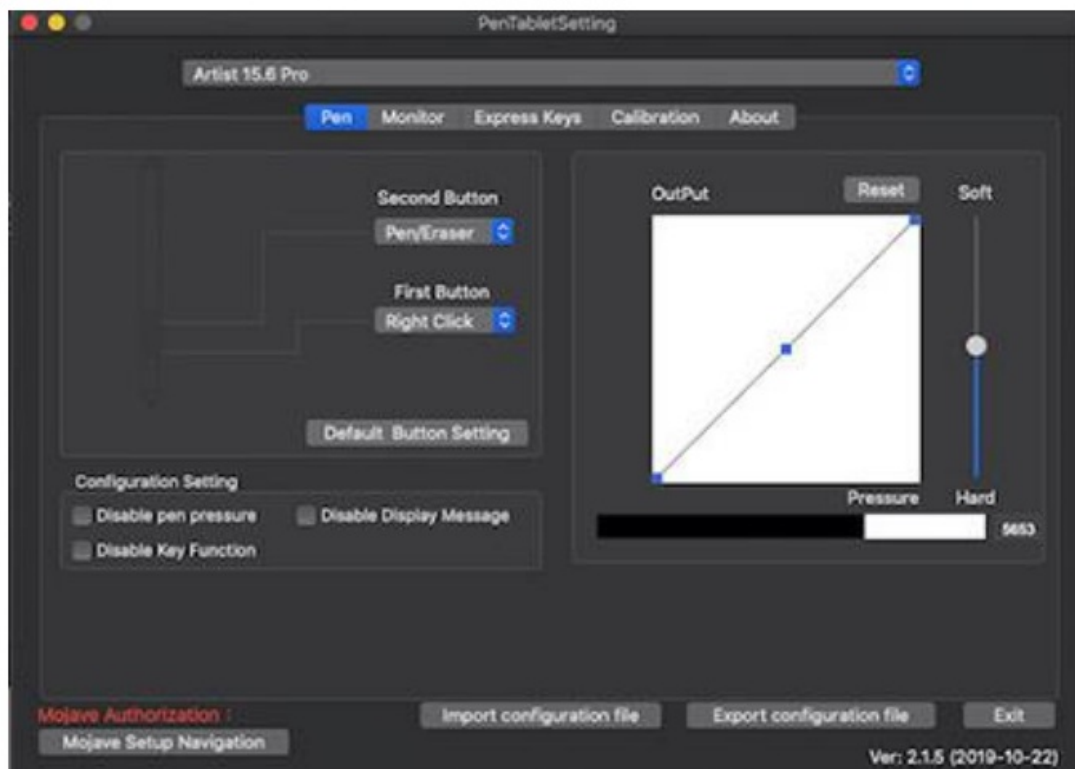 PenTabletSetting
Artist 15.6 Pro
Pen Monitor Express Keys Calibration About
Second Button
Pen/Eraser
First Button
Right Click
Default Button Setting
OutPut
Reset
Soft
Pressure
Hard
5653
Configuration Setting
Disable pen pressure
Disable Display Message
Disable Key Function
Mojave Authorization :
Mojave Setup Navigation
Import configuration file
Export configuration file
Exit
Ver: 2.1.5 (2019-10-22)